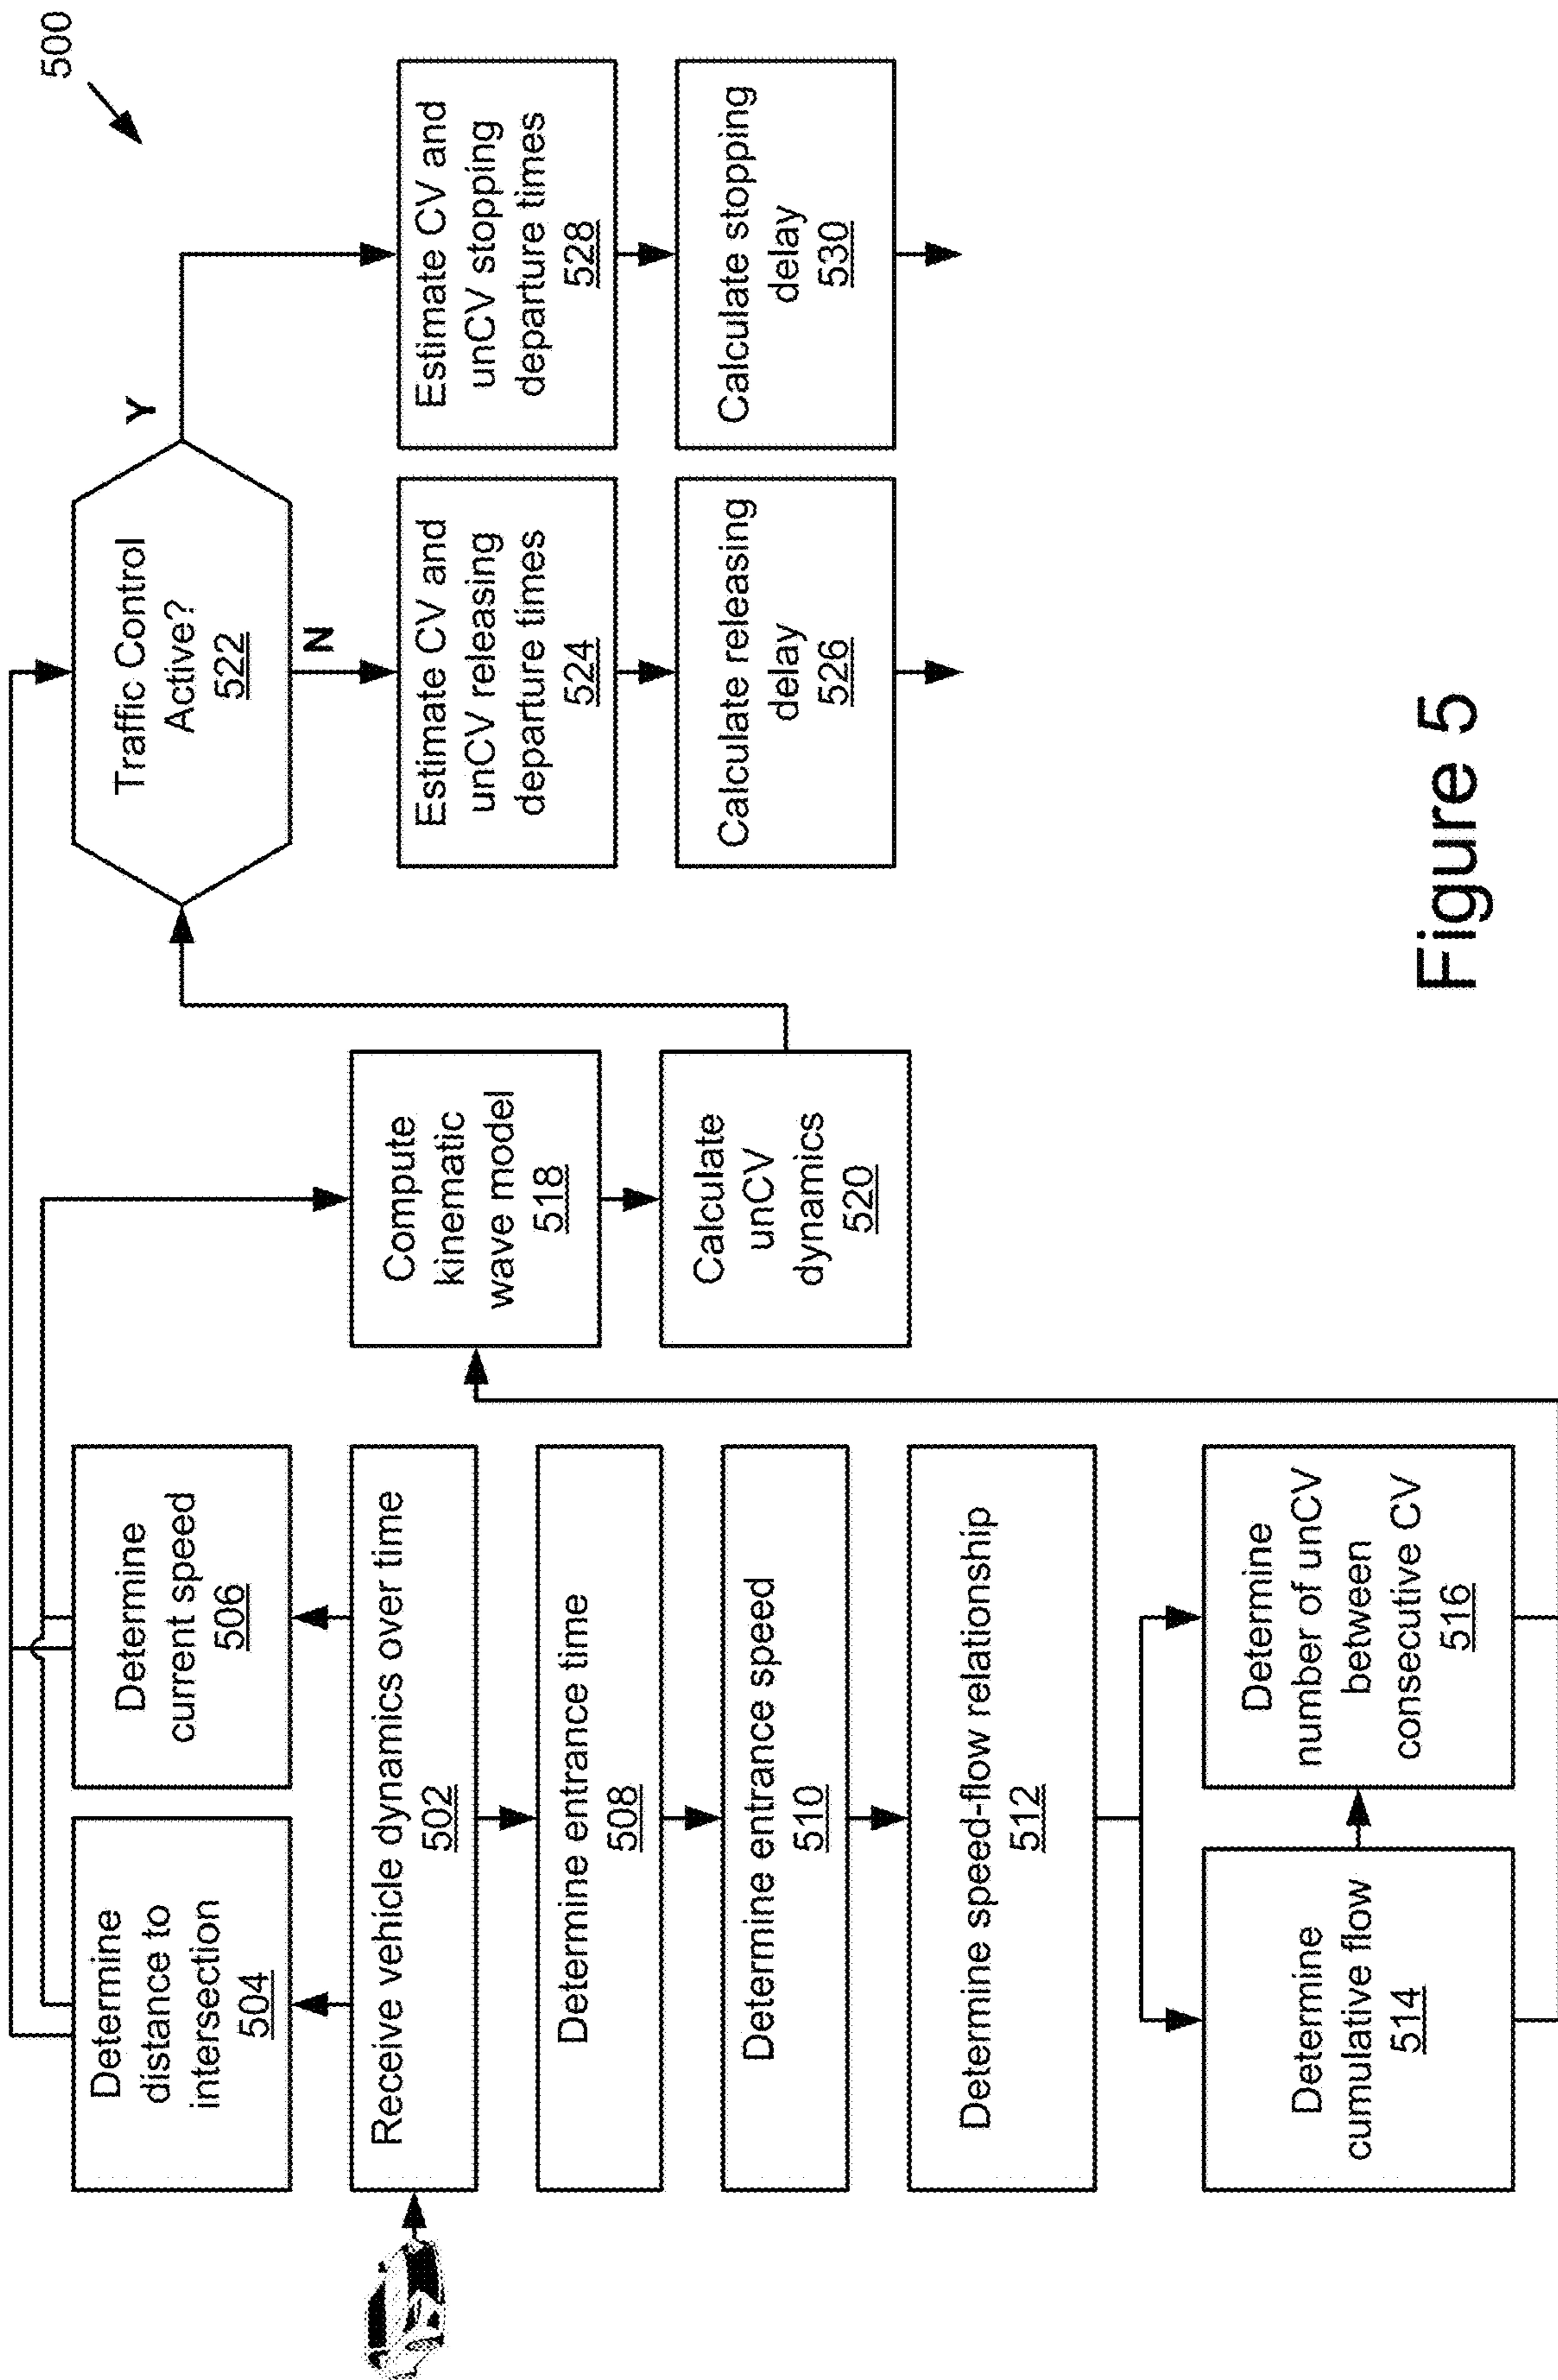 500
Determine
distance to
intersection
504
Determine
current speed
506
Receive vehicle dynamics over time
502
Determine entrance time
508
Determine entrance speed
510
Determine speed-flow relationship
512
Determine
cumulative flow
514
Determine
number of unCV
between
consecutive CV
516
Compute
kinematic
wave model
518
Calculate
unCV
dynamics
520
Traffic Control
Active?
522
N
Y
Estimate CV and
unCV releasing
departure times
524
Calculate releasing
delay
526
Estimate CV and
unCV stopping
departure times
528
Calculate stopping
delay
530
Figure 5